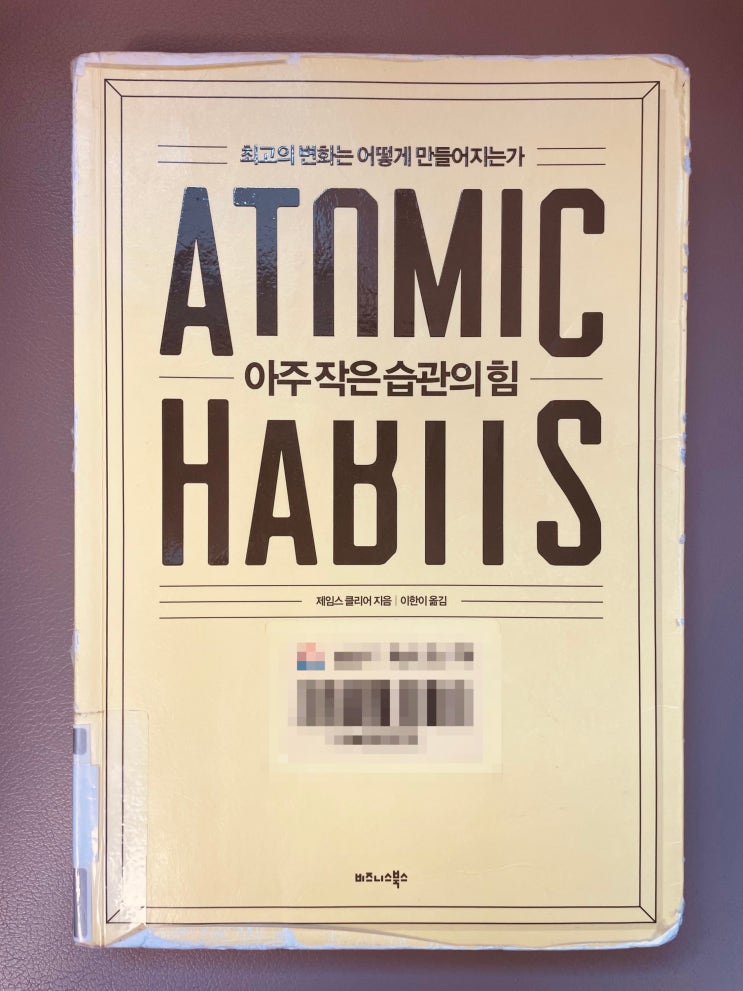 최고의 변화는 어떻게 만들어지는가
ATOMIC
아주 작은 습관의 힘
HABITS
제임스 클리어 지음 | 이한이 옮김
비즈니스북스